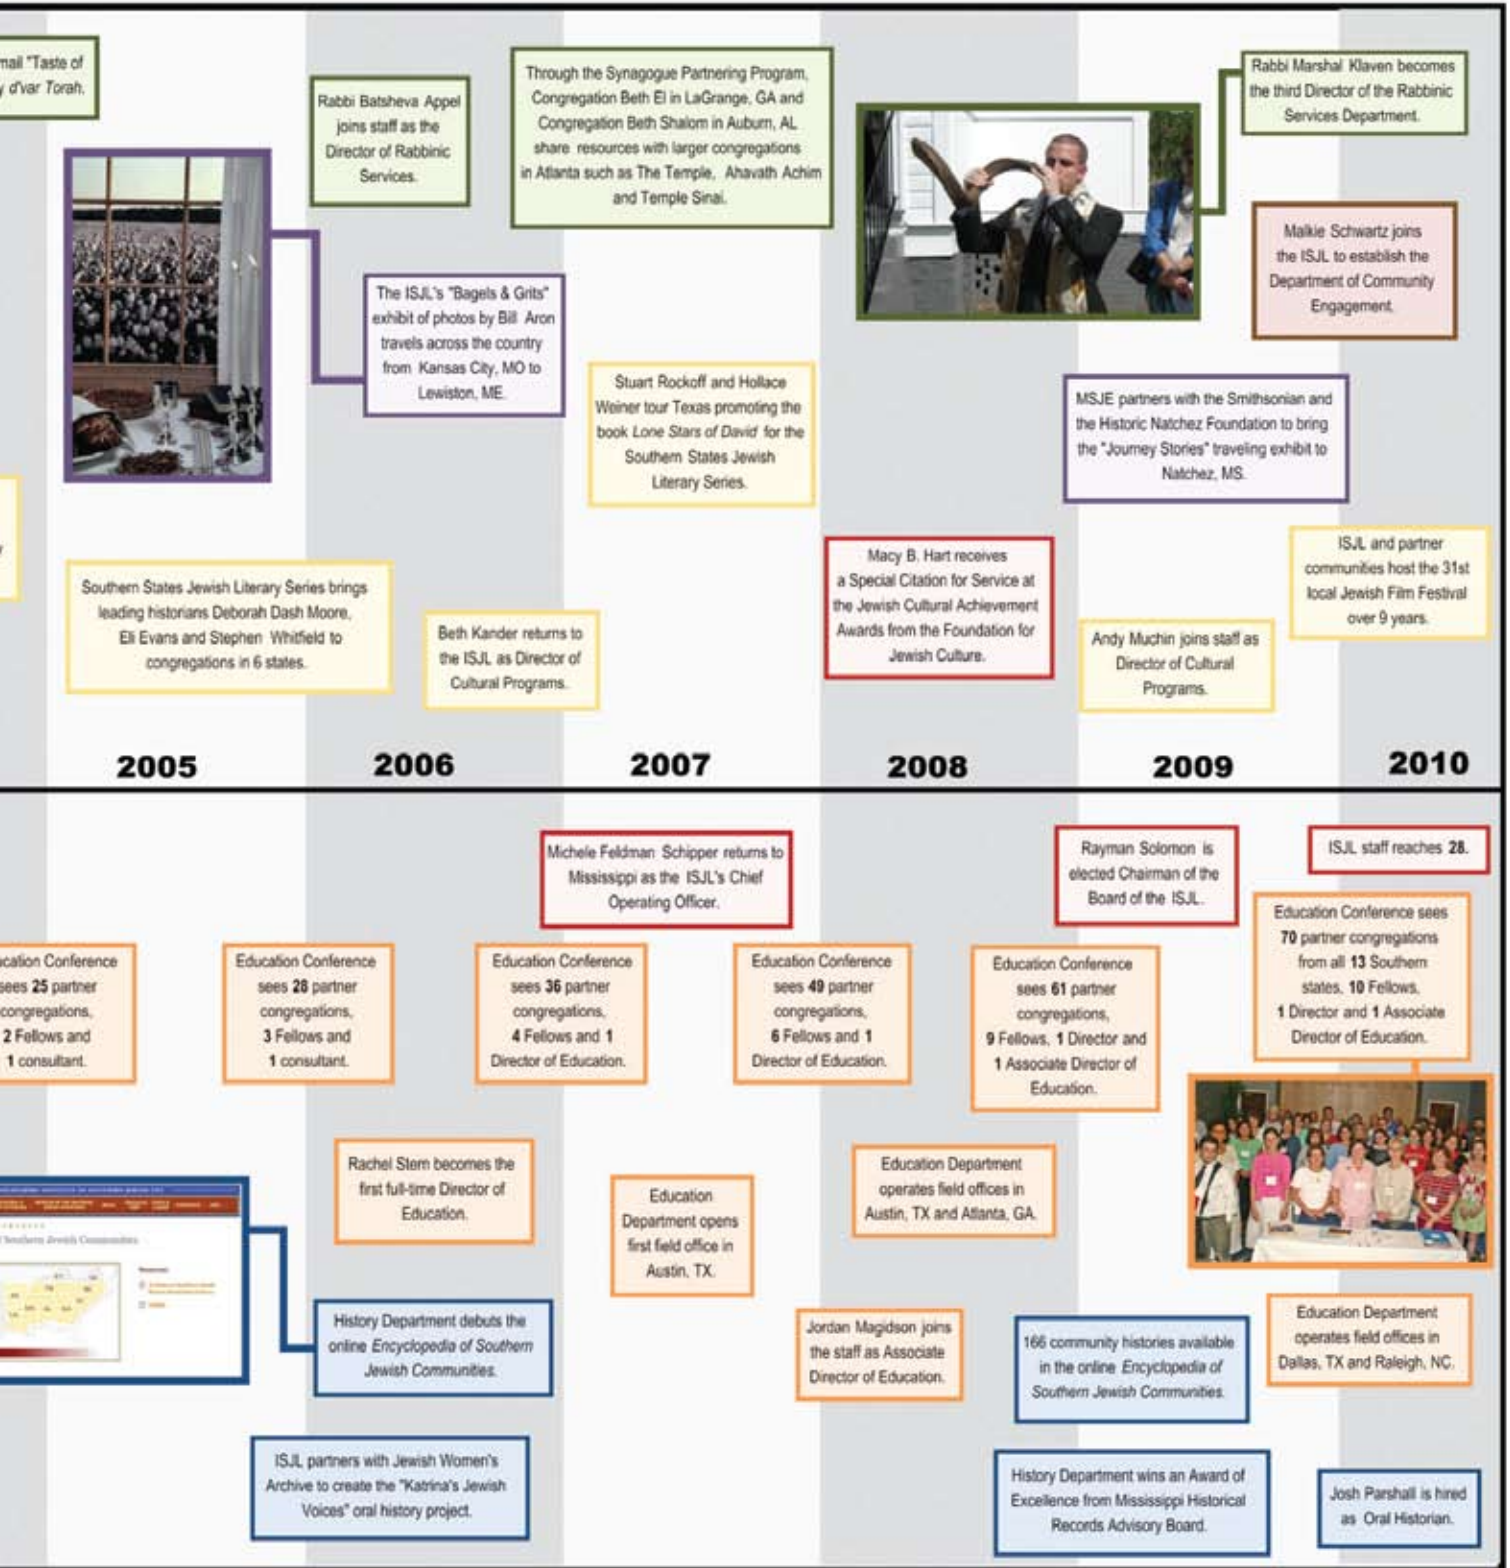 mail "Taste of
y d'var Torah.
Rabbi Batsheva Appel
joins staff as the
Director of Rabbinic
Services.
Through the Synagogue Partnering Program,
Congregation Beth El in LaGrange, GA and
Congregation Beth Shalom in Auburn, AL
share resources with larger congregations
in Atlanta such as The Temple, Ahavath Achim
and Temple Sinai.
Rabbi Marshal Klaven becomes
the third Director of the Rabbinic
Services Department.
Malkie Schwartz joins
the ISJL to establish the
Department of Community
Engagement.
The ISJL's "Bagels & Grits"
exhibit of photos by Bill Aron
travels across the country
from Kansas City, MO to
Lewiston, ME.
Stuart Rockoff and Hollace
Weiner tour Texas promoting the
book Lone Stars of David for the
Southern States Jewish
Literary Series.
MSJE partners with the Smithsonian and
the Historic Natchez Foundation to bring
the "Journey Stories" traveling exhibit to
Natchez, MS.
Southern States Jewish Literary Series brings
leading historians Deborah Dash Moore,
Eli Evans and Stephen Whitfield to
congregations in 6 states.
Beth Kander returns to
the ISJL as Director of
Cultural Programs.
Macy B. Hart receives
a Special Citation for Service at
the Jewish Cultural Achievement
Awards from the Foundation for
Jewish Culture.
Andy Muchin joins staff as
Director of Cultural
Programs.
ISJL and partner
communities host the 31st
local Jewish Film Festival
over 9 years.
2005 2006 2007 2008 2009 2010
Michele Feldman Schipper returns to
Mississippi as the ISJL's Chief
Operating Officer.
Rayman Solomon is
elected Chairman of the
Board of the ISJL.
ISJL staff reaches 28.
cation Conference
sees 25 partner
congregations,
2 Fellows and
1 consultant.
Education Conference
sees 28 partner
congregations,
3 Fellows and
1 consultant.
Education Conference
sees 36 partner
congregations,
4 Fellows and 1
Director of Education.
Education Conference
sees 49 partner
congregations,
6 Fellows and 1
Director of Education.
Education Conference
sees 61 partner
congregations,
9 Fellows, 1 Director and
1 Associate Director of
Education.
Education Conference sees
70 partner congregations
from all 13 Southern
states, 10 Fellows,
1 Director and 1 Associate
Director of Education.
Rachel Stern becomes the
first full-time Director of
Education.
Education
Department opens
first field office in
Austin, TX.
Education Department
operates field offices in
Austin, TX and Atlanta, GA.
Southern Jewish Communities
History Department debuts the
online Encyclopedia of Southern
Jewish Communities.
Jordan Magidson joins
the staff as Associate
Director of Education.
166 community histories available
in the online Encyclopedia of
Southern Jewish Communities.
Education Department
operates field offices in
Dallas, TX and Raleigh, NC.
ISJL partners with Jewish Women's
Archive to create the "Katrina's Jewish
Voices" oral history project.
History Department wins an Award of
Excellence from Mississippi Historical
Records Advisory Board.
Josh Parshall is hired
as Oral Historian.